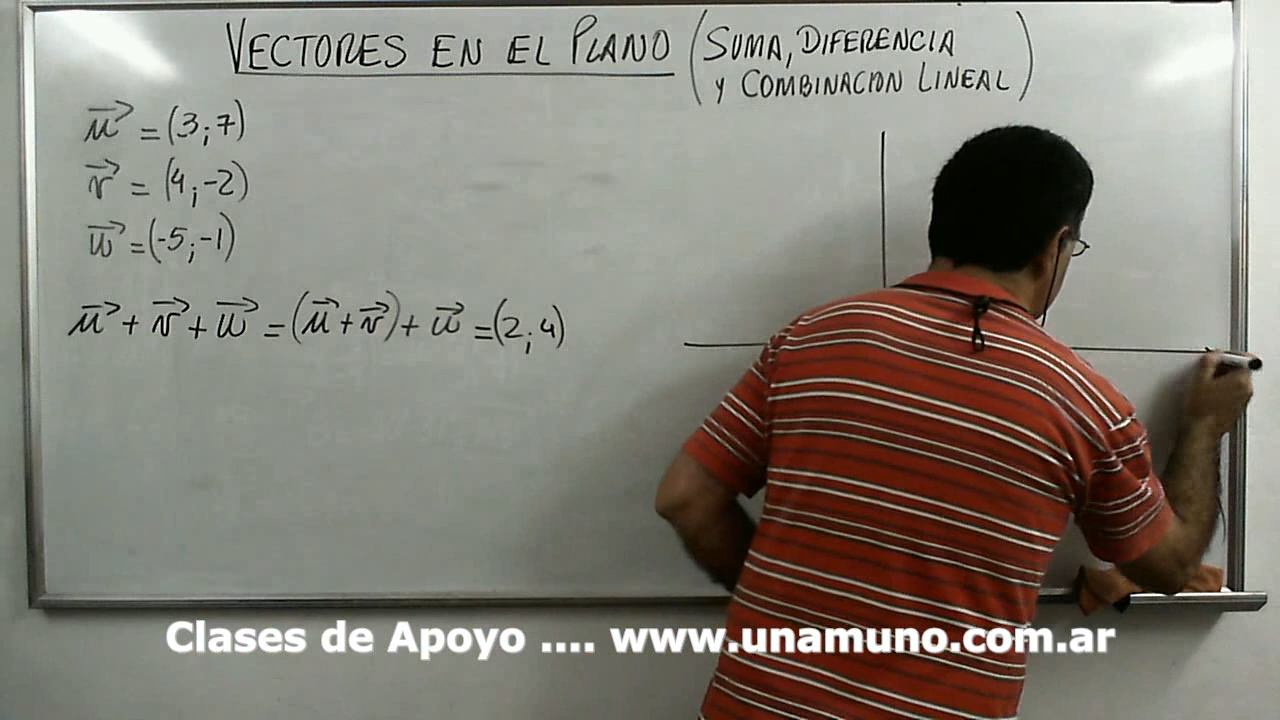 VECTORES EN EL PLANO (SUMA, DIFERENCIA
Y COMBINACION LINEAL)
u⃗ = (3;7)
v⃗ = (4;-2)
w⃗ = (-5;-1)
u⃗ + v⃗ + w⃗ = (u⃗ + v⃗) + w⃗ = (2;4)
Clases de Apoyo .... www.unamuno.com.ar